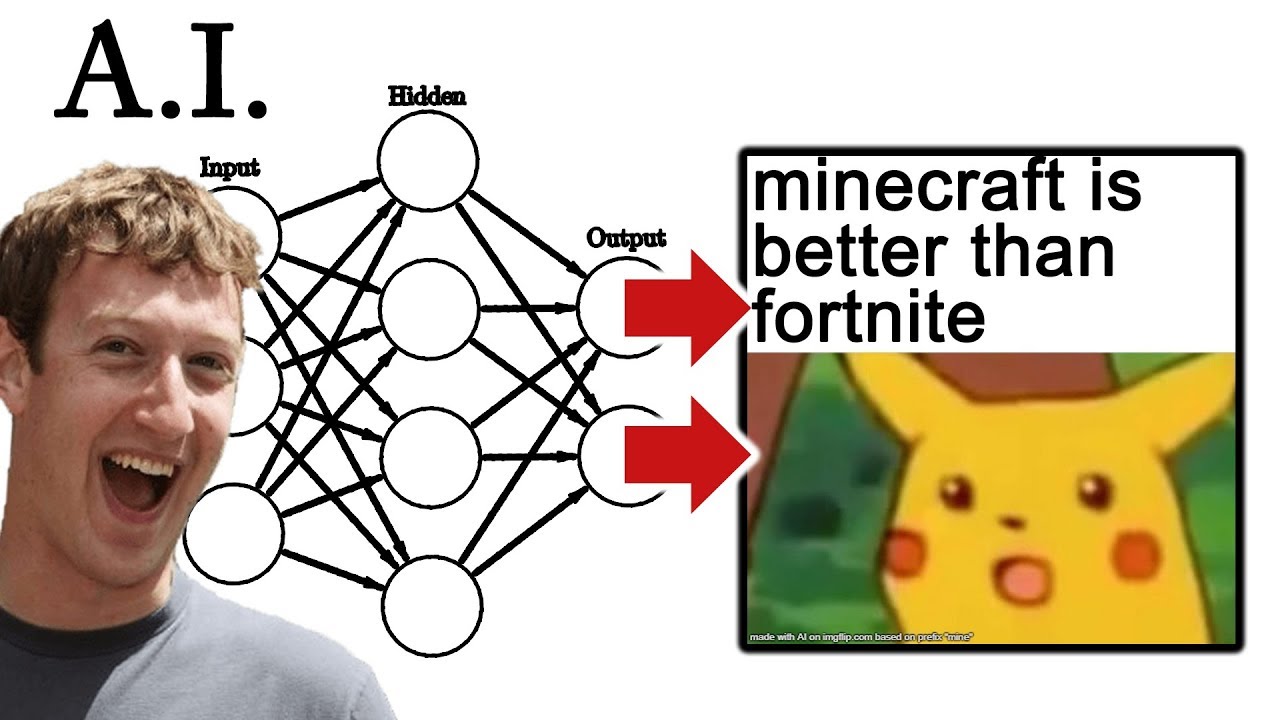 A.I.
Hidden
Input
Output
minecraft is
better than
fortnite
made with AI on imgflip.com based on prefix "mine"